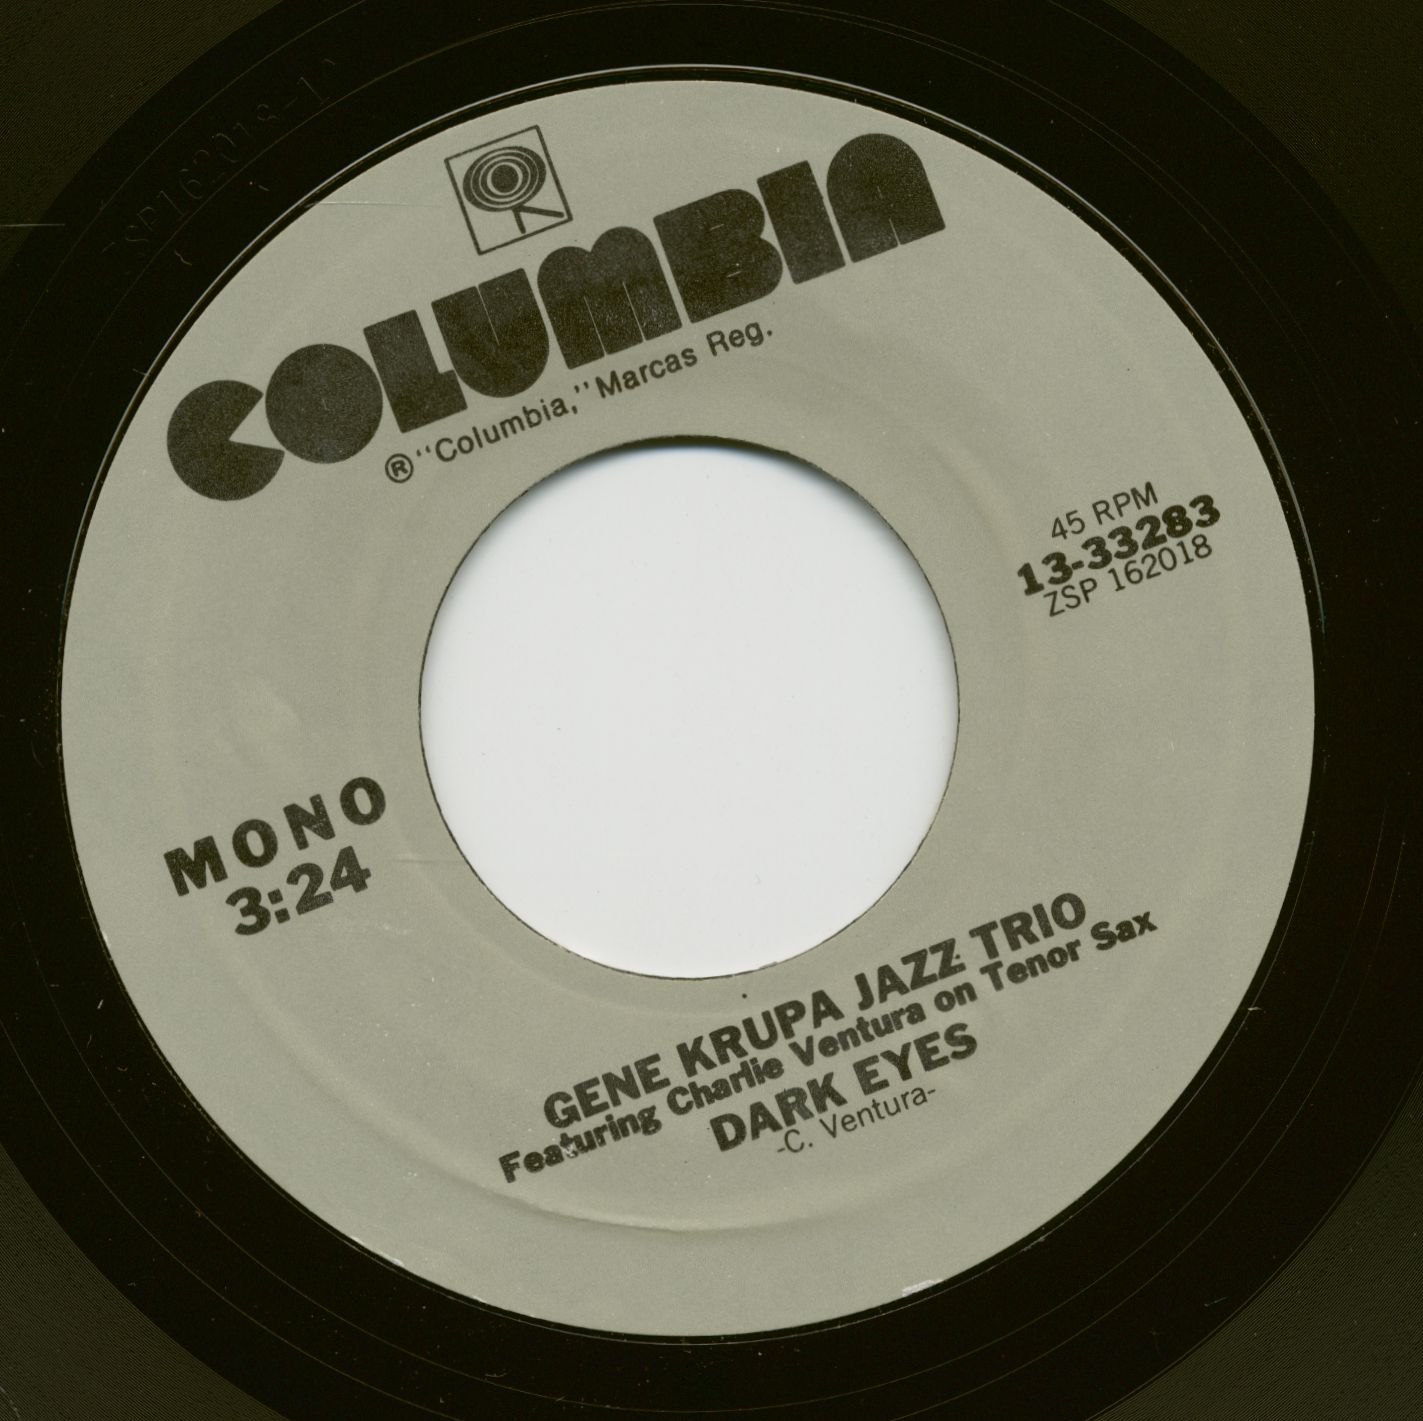 COLUMBIA
® "Columbia," Marcas Reg.
45 RPM
13-33283
ZSP 162018
MONO
3:24
GENE KRUPA JAZZ TRIO
Featuring Charlie Ventura on Tenor Sax
DARK EYES
-C. Ventura-